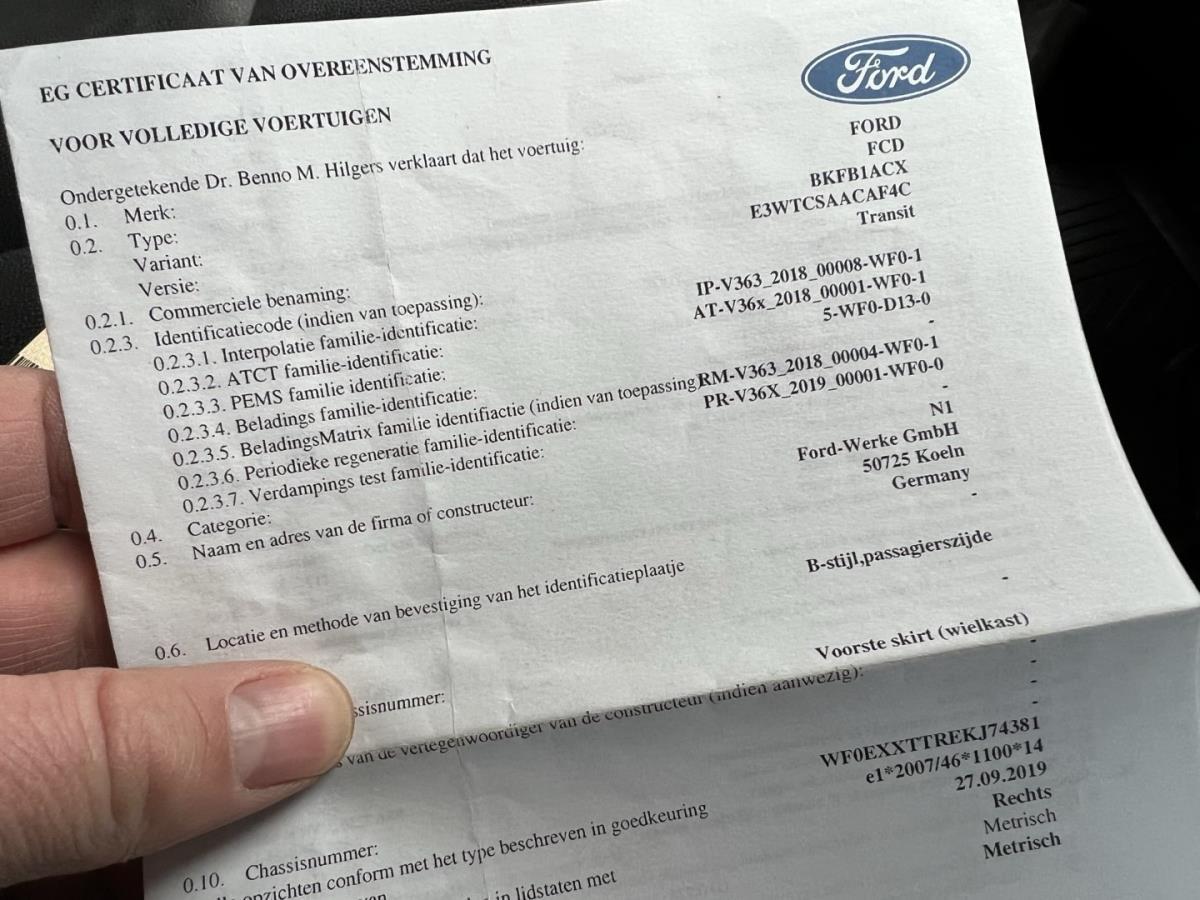 EG CERTIFICAAT VAN OVEREENSTEMMING
Ford
VOOR VOLLEDIGE VOERTUIGEN
Ondergetekende Dr. Benno M. Hilgers verklaart dat het voertuig:
0.1. Merk: FORD
0.2. Type: FCD
Variant: BKFB1ACX
Versie: E3WTCSAACAF4C
0.2.1. Commerciele benaming: Transit
0.2.3. Identificatiecode (indien van toepassing):
0.2.3.1. Interpolatie familie-identificatie: IP-V363_2018_00008-WF0-1
0.2.3.2. ATCT familie-identificatie: AT-V36x_2018_00001-WF0-1
0.2.3.3. PEMS familie identificatie: 5-WF0-D13-0
0.2.3.4. Beladings familie-identificatie: -
0.2.3.5. BeladingsMatrix familie identifiactie (indien van toepassing) RM-V363_2018_00004-WF0-1
0.2.3.6. Periodieke regeneratie familie-identificatie: PR-V36X_2019_00001-WF0-0
0.2.3.7. Verdampings test familie-identificatie: -
0.4. Categorie: N1
0.5. Naam en adres van de firma of constructeur: Ford-Werke GmbH
50725 Koeln
Germany
-
0.6. Locatie en methode van bevestiging van het identificatieplaatje B-stijl,passagierszijde
-
ssisnummer: Voorste skirt (wielkast)
-
s van de vertegenwoordiger van de constructeur (indien aanwezig): -
-
0.10. Chassisnummer: WF0EXXTTREKJ74381
opzichten conform met het type beschreven in goedkeuring e1*2007/46*1100*14
27.09.2019
in lidstaten met Rechts
Metrisch
Metrisch